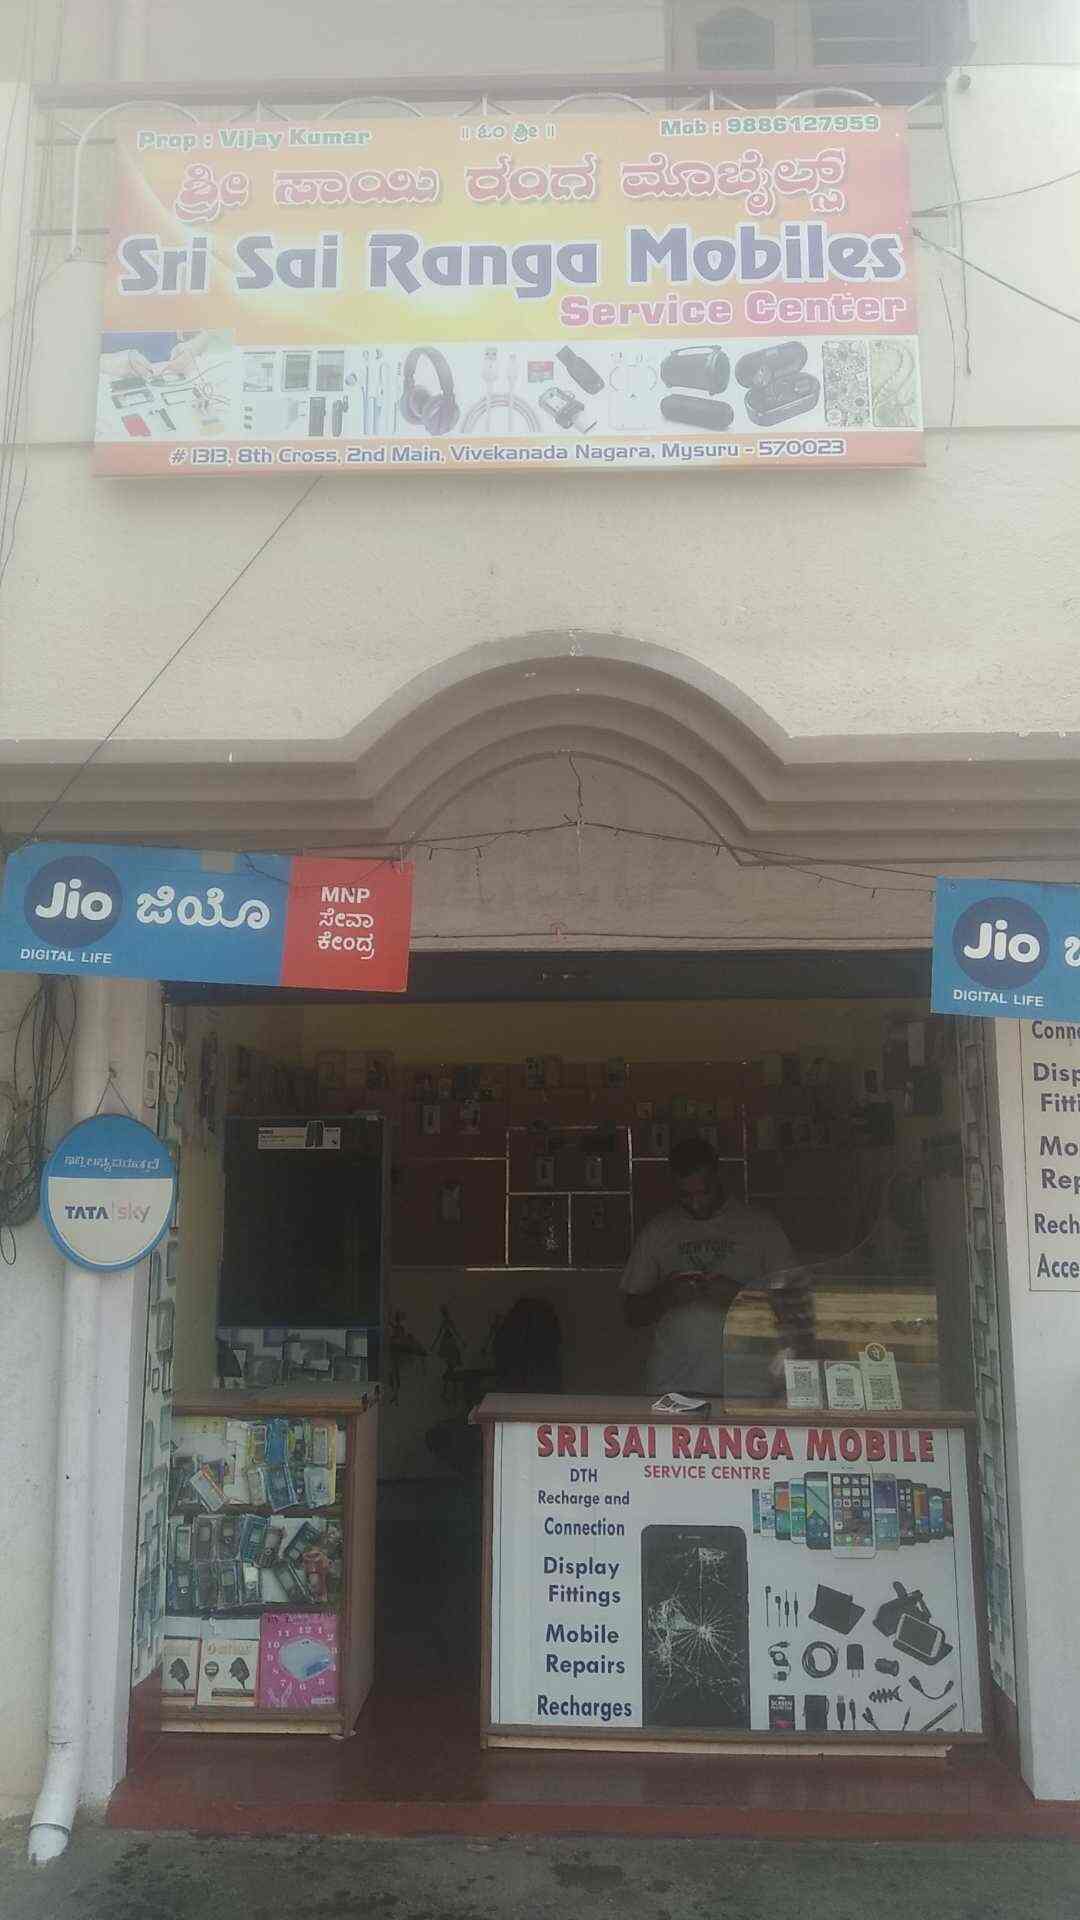 Prop : Vijay Kumar
॥ ಓಂ ಶ್ರೀ ॥
Mob : 9886127959
ಶ್ರೀ ಸಾಯಿ ರಂಗ ಮೊಬೈಲ್ಸ್
Sri Sai Ranga Mobiles
Service Center
# 1313, 8th Cross, 2nd Main, Vivekanada Nagara, Mysuru - 570023
Jio ಜಿಯೊ
DIGITAL LIFE
MNP
ಸೇವಾ
ಕೇಂದ್ರ
Jio
DIGITAL LIFE
TATA sky
NEW YORK
SRI SAI RANGA MOBILE
SERVICE CENTRE
DTH
Recharge and
Connection
Display
Fittings
Mobile
Repairs
Recharges